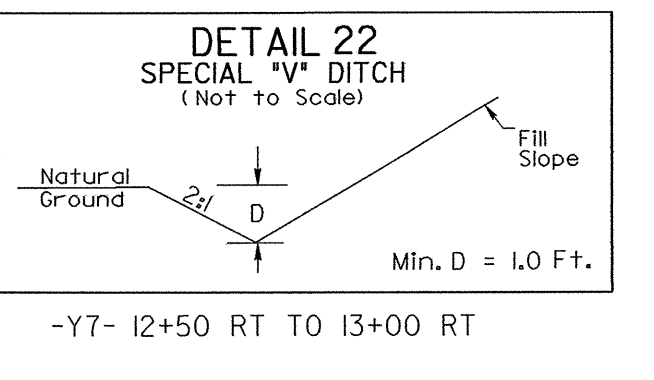 DETAIL 22
SPECIAL "V" DITCH
(Not to Scale)
Natural
Ground
2:1
D
Fill
Slope
Min. D = 1.0 Ft.
-Y7- 12+50 RT TO 13+00 RT